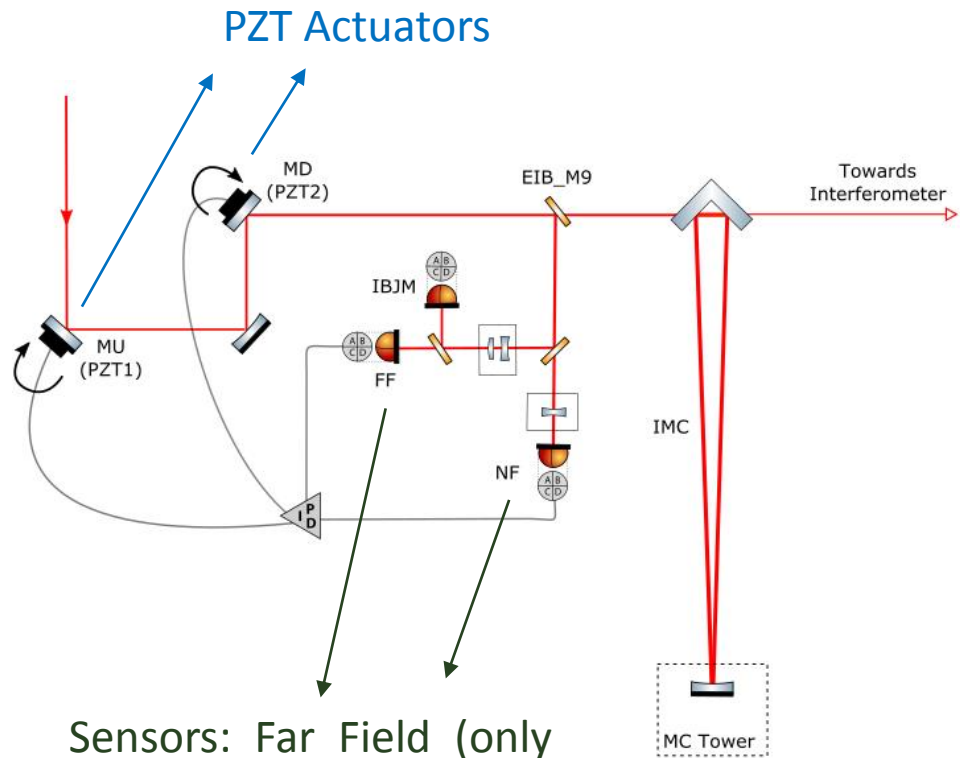 PZT Actuators
MD
(PZT2)
EIB_M9
Towards
Interferometer
A B
C D
IBJM
MU
(PZT1)
A B
C D
FF
IMC
NF
A B
C D
P
I D
Sensors: Far Field (only
MC Tower